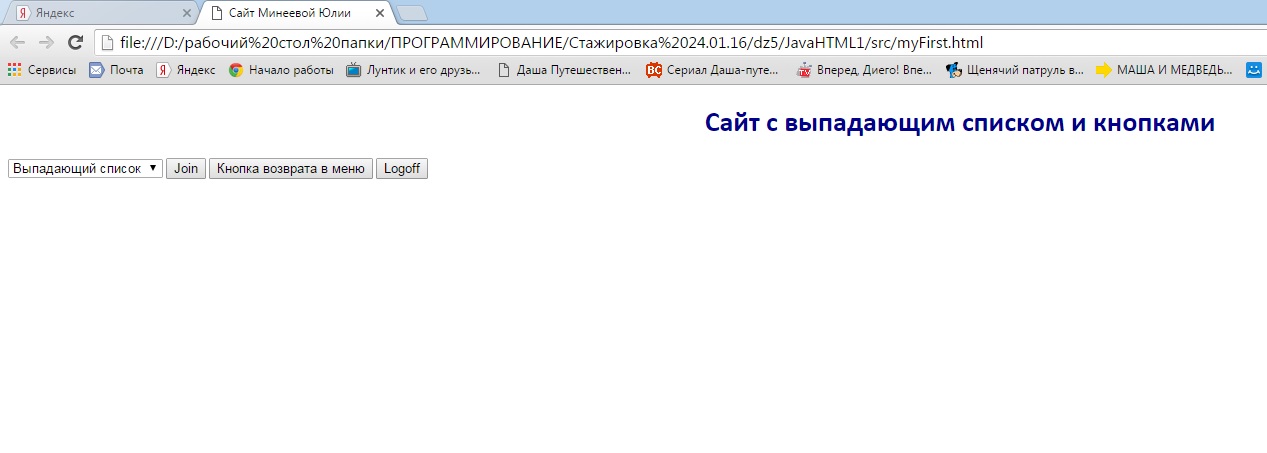 Яндекс Сайт Минеевой Юлии
file:///D:/рабочий%20стол%20папки/ПРОГРАММИРОВАНИЕ/Стажировка%2024.01.16/dz5/JavaHTML1/src/myFirst.html
Сервисы Почта Яндекс Начало работы Лунтик и его друзь... Даша Путешествен... Сериал Даша-путе... Вперед, Диего! Впе... Щенячий патруль в... МАША И МЕДВЕДЬ...
Сайт с выпадающим списком и кнопками
Выпадающий список Join Кнопка возврата в меню Logoff